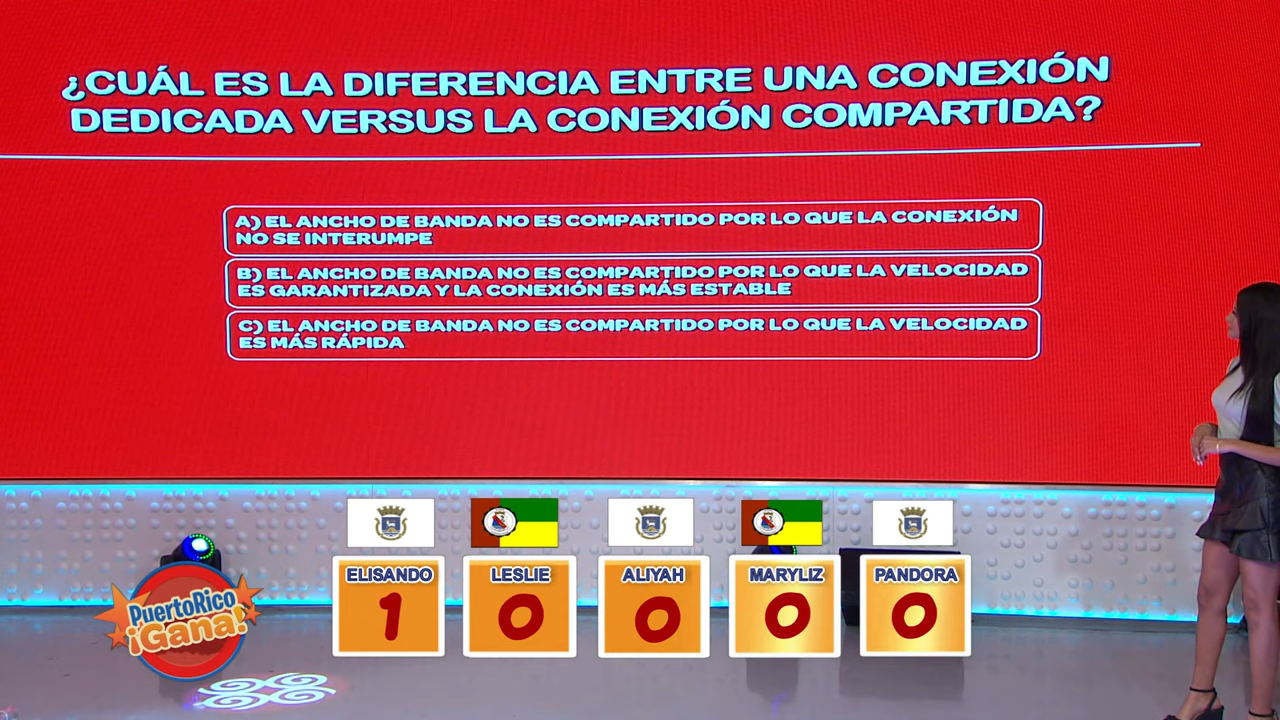 ¿CUÁL ES LA DIFERENCIA ENTRE UNA CONEXIÓN
DEDICADA VERSUS LA CONEXIÓN COMPARTIDA?
A) EL ANCHO DE BANDA NO ES COMPARTIDO POR LO QUE LA CONEXIÓN
NO SE INTERUMPE
B) EL ANCHO DE BANDA NO ES COMPARTIDO POR LO QUE LA VELOCIDAD
ES GARANTIZADA Y LA CONEXIÓN ES MÁS ESTABLE
C) EL ANCHO DE BANDA NO ES COMPARTIDO POR LO QUE LA VELOCIDAD
ES MÁS RÁPIDA
ELISANDO LESLIE ALIYAH MARYLIZ PANDORA
1 0 0 0 0
PuertoRico
¡Gana!